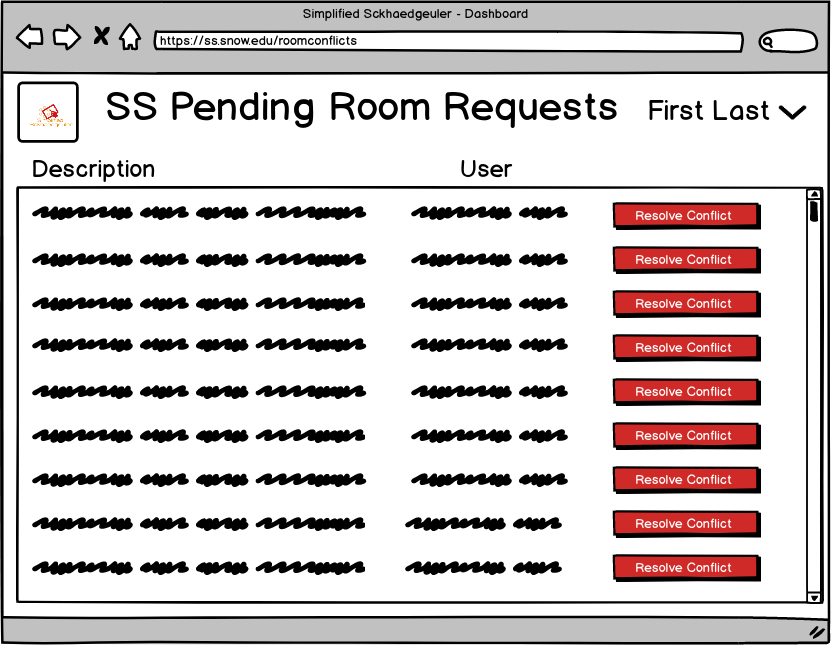 Simplified Sckhaedgeuler - Dashboard
https://ss.snow.edu/roomconflicts
SS Pending Room Requests
First Last
Description User
Resolve Conflict
Resolve Conflict
Resolve Conflict
Resolve Conflict
Resolve Conflict
Resolve Conflict
Resolve Conflict
Resolve Conflict
Resolve Conflict